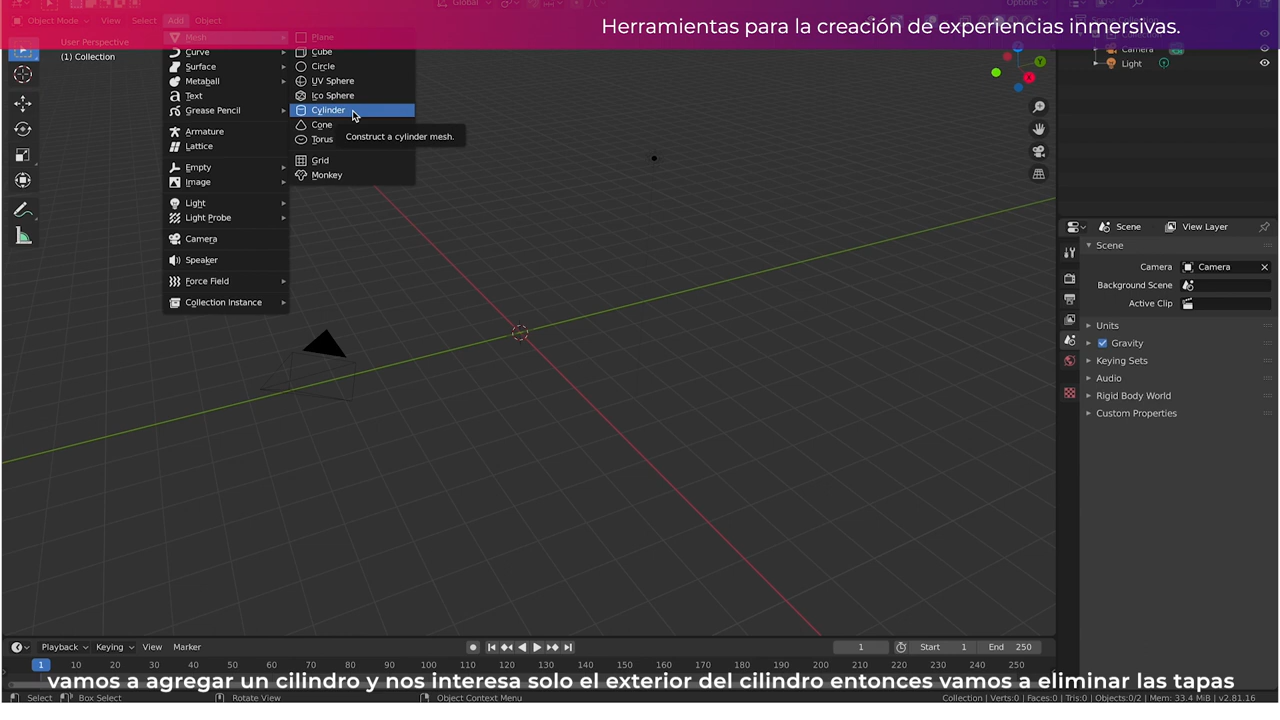 Global
Options
Object Mode View Select Add Object
Herramientas para la creación de experiencias inmersivas.
User Perspective
(1) Collection
Mesh
Curve
Surface
Metaball
Text
Grease Pencil
Armature
Lattice
Empty
Image
Light
Light Probe
Camera
Speaker
Force Field
Collection Instance
Plane
Cube
Circle
UV Sphere
Ico Sphere
Cylinder
Cone
Torus
Grid
Monkey
Construct a cylinder mesh.
Y
X
Camera
Light
Scene View Layer
Scene
Camera Camera
Background Scene
Active Clip
Units
Gravity
Keying Sets
Audio
Rigid Body World
Custom Properties
Playback Keying View Marker 1 Start 1 End 250
1 10 20 30 40 50 60 70 80 90 100 110 120 130 140 150 160 170 180 190 200 210 220 230 240 250
vamos a agregar un cilindro y nos interesa solo el exterior del cilindro entonces vamos a eliminar las tapas
Select Box Select Rotate View Object Context Menu Collection | Verts:0 | Faces:0 | Tris:0 | Objects:0/2 | Mem: 33.4 MiB | v2.81.16